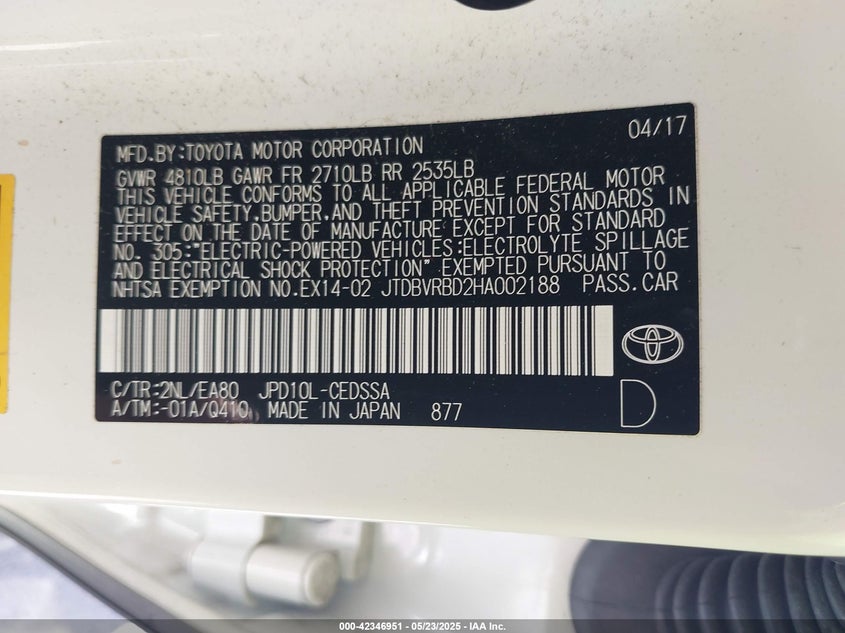 04/17
MFD.BY:TOYOTA MOTOR CORPORATION
GVWR 4810LB GAWR FR 2710LB RR 2535LB
THIS VEHICLE CONFORMS TO ALL APPLICABLE FEDERAL MOTOR
VEHICLE SAFETY,BUMPER,AND THEFT PREVENTION STANDARDS IN
EFFECT ON THE DATE OF MANUFACTURE EXCEPT FOR STANDARD
NO. 305:"ELECTRIC-POWERED VEHICLES:ELECTROLYTE SPILLAGE
AND ELECTRICAL SHOCK PROTECTION" EXEMPTED PURSUANT TO
NHTSA EXEMPTION NO.EX14-02 JTDBVRBD2HA002188 PASS.CAR
C/TR:2NL/EA80 JPD10L-CEDSSA
A/TM:-01A/Q410 MADE IN JAPAN 877
D
000-42346951 - 05/23/2025 - IAA Inc.